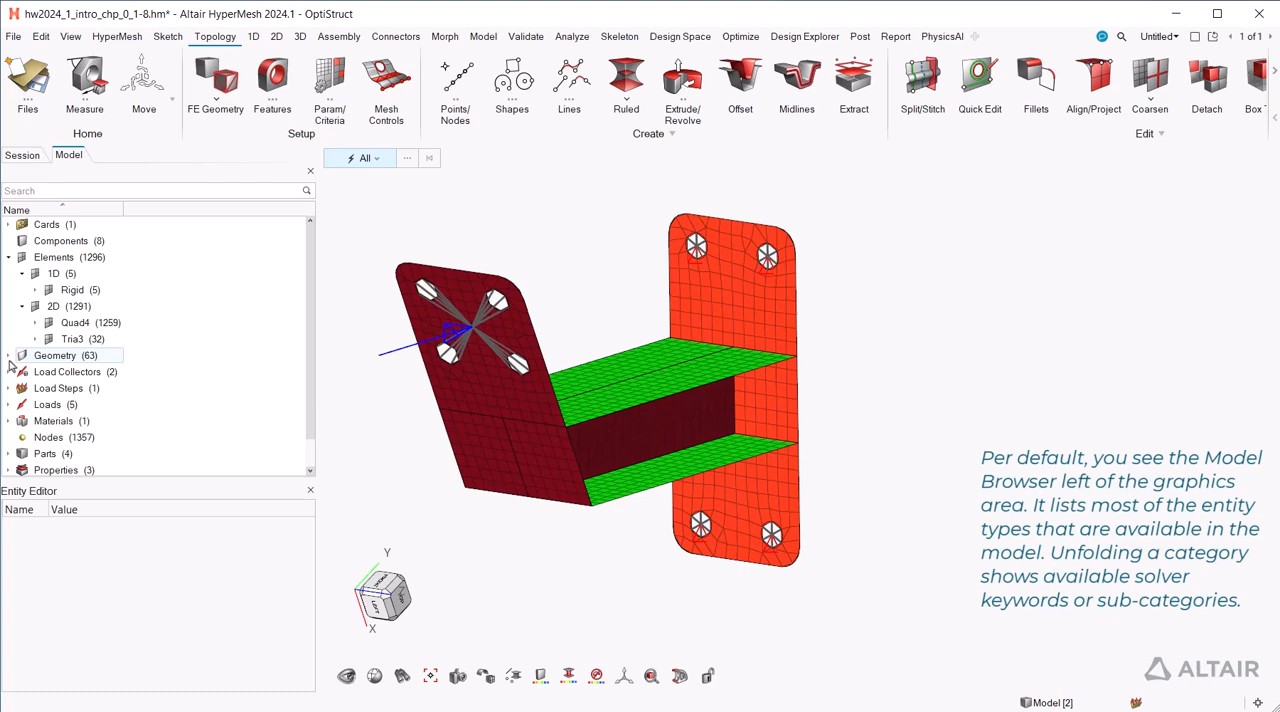 hw2024_1_intro_chp_0_1-8.hm* - Altair HyperMesh 2024.1 - OptiStruct
File Edit View HyperMesh Sketch Topology 1D 2D 3D Assembly Connectors Morph Model Validate Analyze Skeleton Design Space Optimize Design Explorer Post Report PhysicsAI Untitled 1 of 1
Files Measure Move FE Geometry Features Param/ Criteria Mesh Controls Points/ Nodes Shapes Lines Ruled Extrude/ Revolve Offset Midlines Extract Split/Stitch Quick Edit Fillets Align/Project Coarsen Detach Box T
Home Setup Create Edit
Session Model
All
Search
Name
Cards (1)
Components (8)
Elements (1296)
1D (5)
Rigid (5)
2D (1291)
Quad4 (1259)
Tria3 (32)
Geometry (63)
Load Collectors (2)
Load Steps (1)
Loads (5)
Materials (1)
Nodes (1357)
Parts (4)
Properties (3)
Entity Editor
Name Value
Y
LEFT
X
Per default, you see the Model
Browser left of the graphics
area. It lists most of the entity
types that are available in the
model. Unfolding a category
shows available solver
keywords or sub-categories.
ALTAIR
Model [2]